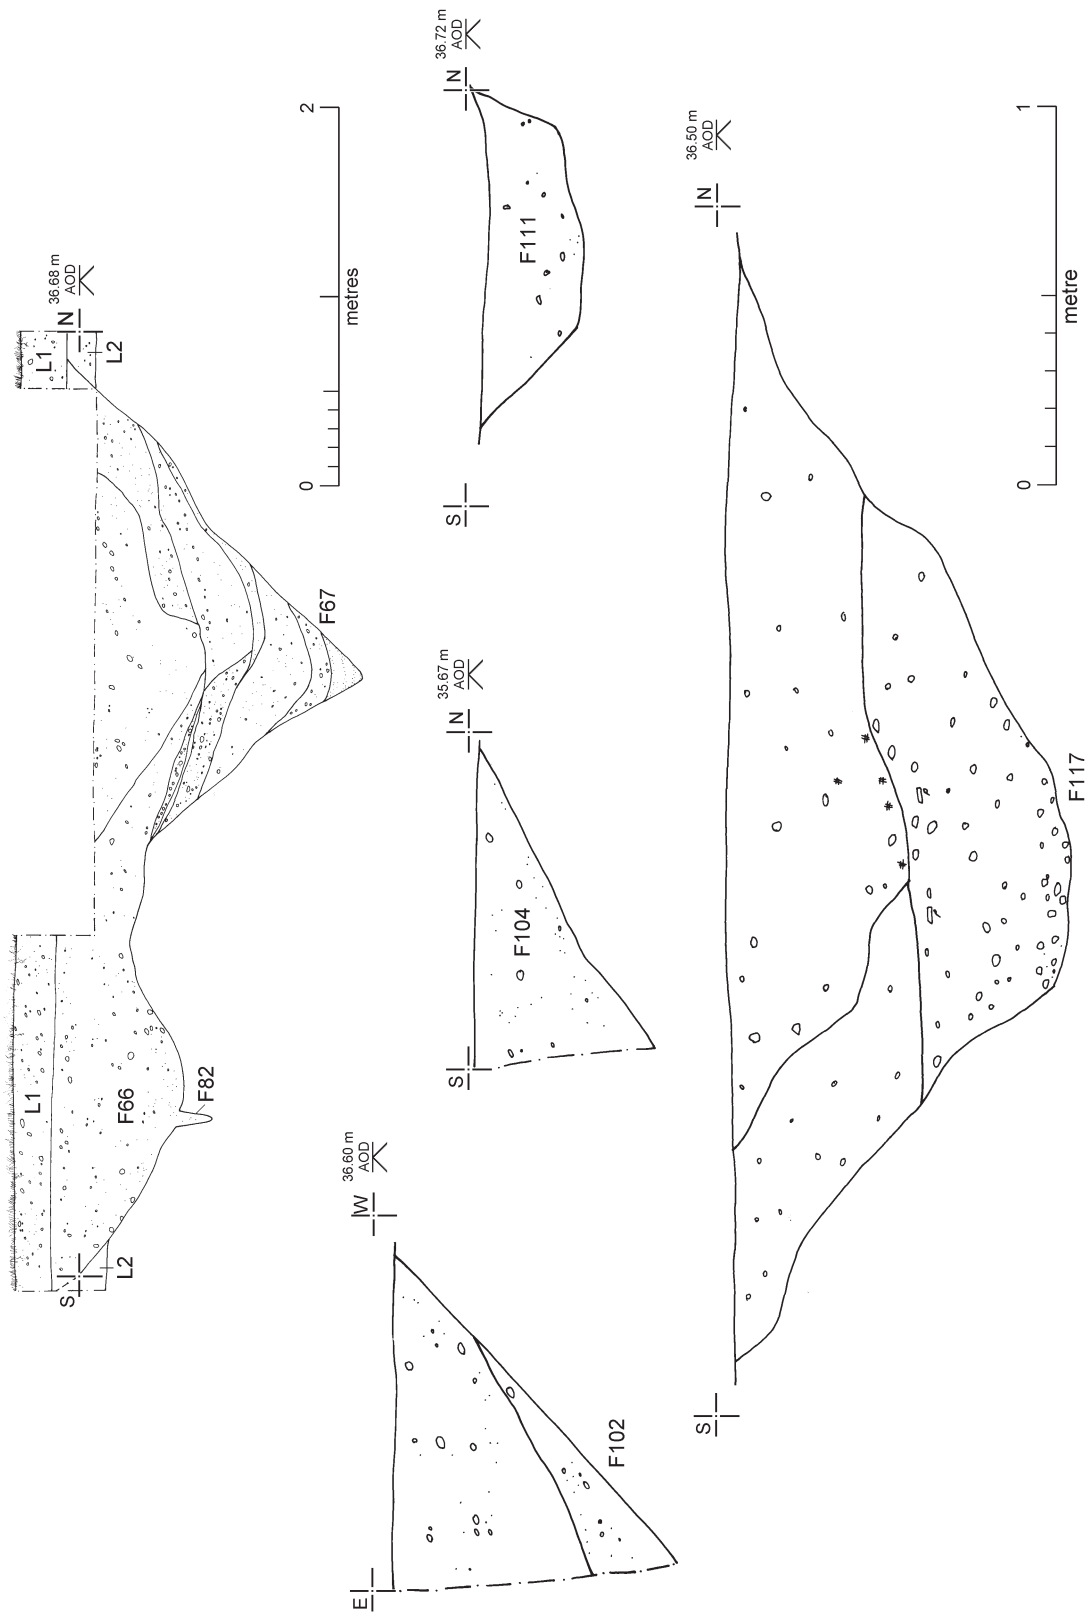 L1
S
L2
F66
F82
F67
L1
N
L2
36.68 m
AOD
0
2
metres
E
F102
W
36.60 m
AOD
S
F104
N
35.67 m
AOD
S
F111
N
36.72 m
AOD
S
F117
N
36.50 m
AOD
0
1
metre